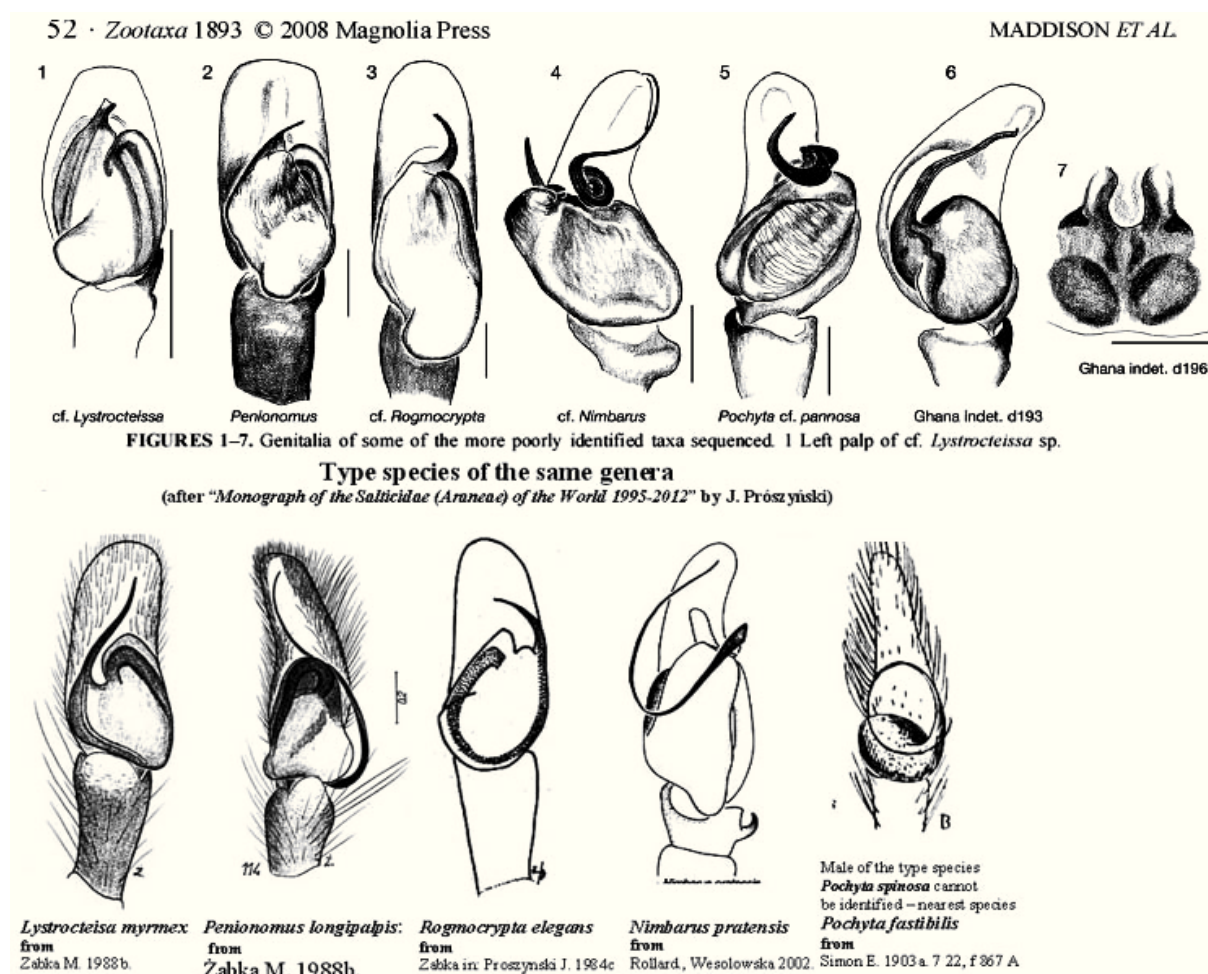 52 · Zootaxa 1893 © 2008 Magnolia Press MADDISON ET AL.
1 2 3 4 5 6
7
Ghana indet. d196
cf. Lystrocteissa Penionomus cf. Rogmocrypta cf. Nimbarus Pochyta cf. pannosa Ghana Indet. d193
FIGURES 1–7. Genitalia of some of the more poorly identified taxa sequenced. 1 Left palp of cf. Lystrocteissa sp.
Type species of the same genera
(after "Monograph of the Salticidae (Araneae) of the World 1995-2012" by J. Prószyński)
114
B
Nimbarus pratensis
Lystrocteisa myrmex
from
Żabka M. 1988b.
Penionomus longipalpis:
from
Żabka M. 1988b
Rogmocrypta elegans
from
Zabka in: Proszynski J. 1984c
Nimbarus pratensis
from
Rollard., Wesolowska 2002.
Male of the type species
Pochyta spinosa cannot
be identified – nearest species
Pochyta fastibilis
from
Simon E. 1903a. 7 22, f 867 A